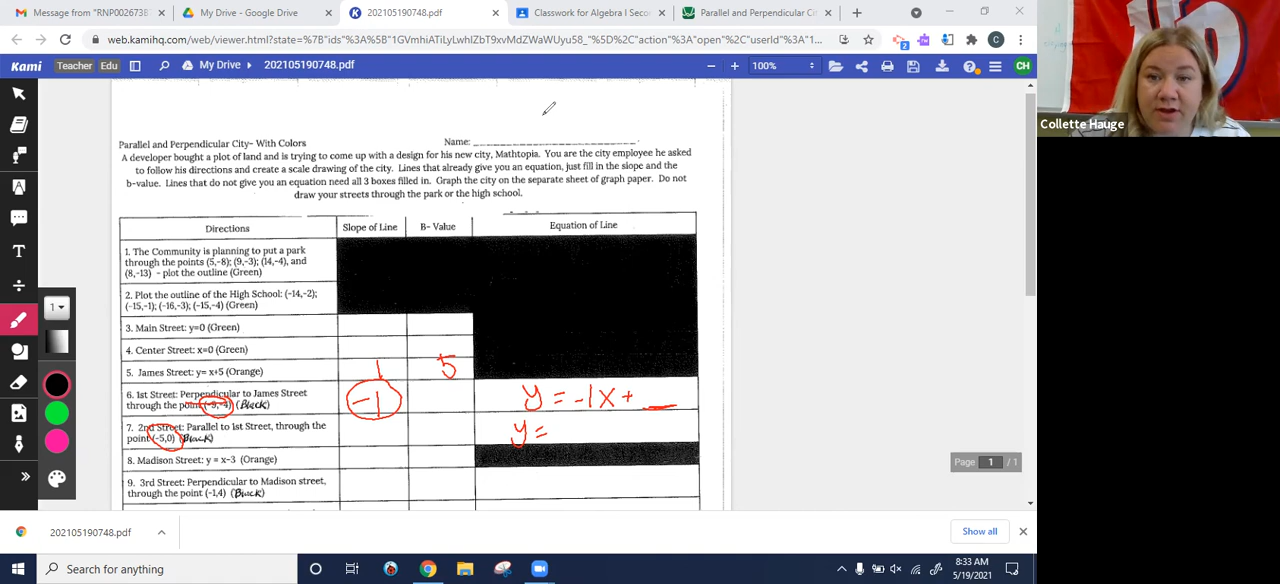 Message from "RNP002673B"
My Drive - Google Drive
202105190748.pdf
Classwork for Algebra I Second
Parallel and Perpendicular Ci
web.kamihq.com/web/viewer.html?state=%7B"ids"%3A%5B"1GVmhiATiLyLwhIZbT9xvMdZWaWUyu58_"%5D%2C"action"%3A"open"%2C"userId"%3A"1...
Kami Teacher Edu My Drive 202105190748.pdf 100% CH
Collette Hauge
Parallel and Perpendicular City- With Colors Name:
A developer bought a plot of land and is trying to come up with a design for his new city, Mathtopia. You are the city employee he asked
to follow his directions and create a scale drawing of the city. Lines that already give you an equation, just fill in the slope and the
b-value. Lines that do not give you an equation need all 3 boxes filled in. Graph the city on the separate sheet of graph paper. Do not
draw your streets through the park or the high school.
Directions Slope of Line B- Value Equation of Line
1. The Community is planning to put a park
through the points (5,-8); (9,-3); (14,-4), and
(8,-13) - plot the outline (Green)
2. Plot the outline of the High School: (-14,-2);
(-15,-1); (-16,-3); (-15,-4) (Green)
3. Main Street: y=0 (Green)
4. Center Street: x=0 (Green)
5. James Street: y= x+5 (Orange) 1 5
6. 1st Street: Perpendicular to James Street
through the point (-9,-4) (Black) -1 y = -1x + __
7. 2nd Street: Parallel to 1st Street, through the
point (-5,0) (Black) y =
8. Madison Street: y = x-3 (Orange)
9. 3rd Street: Perpendicular to Madison street,
through the point (-1,4) (Black)
Page 1 / 1
202105190748.pdf
Show all
Type here to search
8:33 AM
5/19/2021